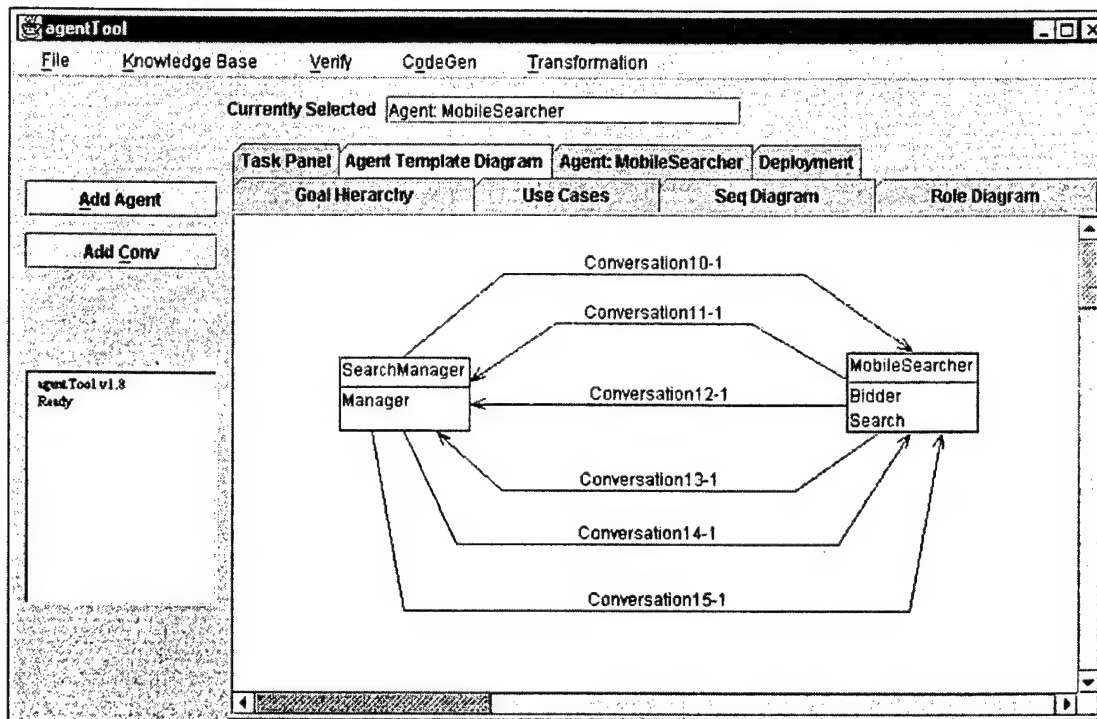 agentTool
File Knowledge Base Verify CodeGen Transformation
Currently Selected Agent: MobileSearcher
Task Panel Agent Template Diagram Agent: MobileSearcher Deployment
Goal Hierarchy Use Cases Seq Diagram Role Diagram
Add Agent
Add Conv
agentTool v1.8
Ready
Conversation10-1
Conversation11-1
SearchManager
Manager
Conversation12-1
MobileSearcher
Bidder
Search
Conversation13-1
Conversation14-1
Conversation15-1